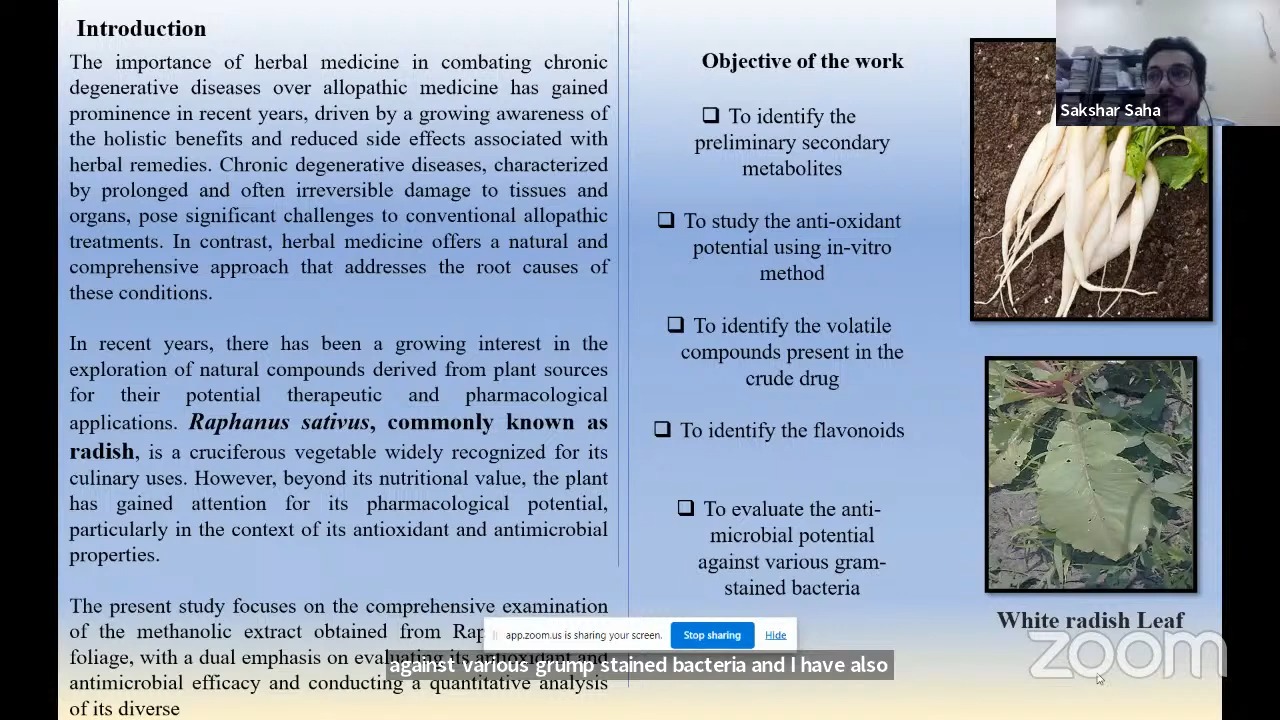 Introduction
The importance of herbal medicine in combating chronic
degenerative diseases over allopathic medicine has gained
prominence in recent years, driven by a growing awareness of
the holistic benefits and reduced side effects associated with
herbal remedies. Chronic degenerative diseases, characterized
by prolonged and often irreversible damage to tissues and
organs, pose significant challenges to conventional allopathic
treatments. In contrast, herbal medicine offers a natural and
comprehensive approach that addresses the root causes of
these conditions.
In recent years, there has been a growing interest in the
exploration of natural compounds derived from plant sources
for their potential therapeutic and pharmacological
applications. Raphanus sativus, commonly known as
radish, is a cruciferous vegetable widely recognized for its
culinary uses. However, beyond its nutritional value, the plant
has gained attention for its pharmacological potential,
particularly in the context of its antioxidant and antimicrobial
properties.
The present study focuses on the comprehensive examination
of the methanolic extract obtained from
foliage, with a dual emphasis on evaluating its antioxidant and
antimicrobial efficacy and conducting a quantitative analysis
of its diverse
Objective of the work
To identify the
preliminary secondary
metabolites
To study the anti-oxidant
potential using in-vitro
method
To identify the volatile
compounds present in the
crude drug
To identify the flavonoids
To evaluate the anti-
microbial potential
against various gram-
stained bacteria
Sakshar Saha
White radish Leaf
zoom
app.zoom.us is sharing your screen.
Stop sharing
Hide
against various grump stained bacteria and I have also